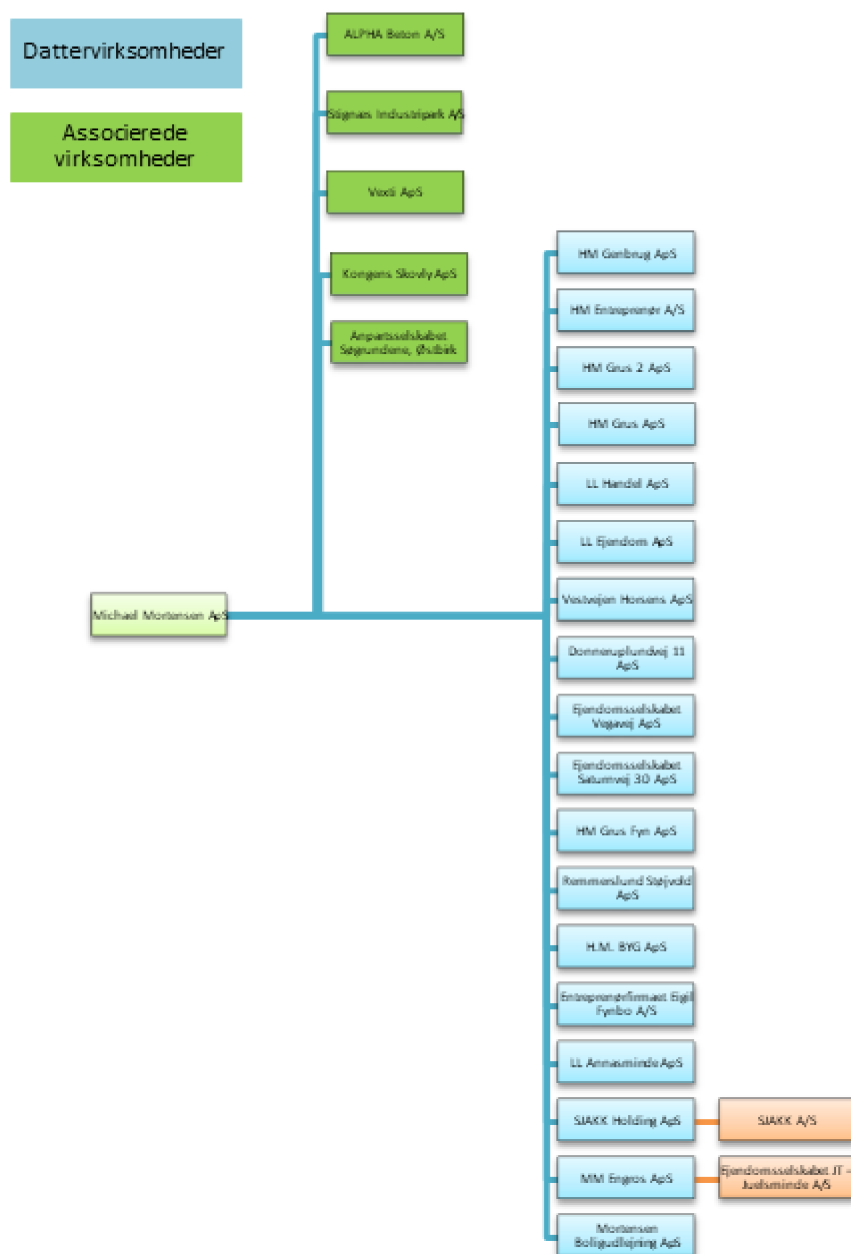 Dattervirksomheder
Associerede
virksomheder
ALPHA Beton A/S
Stignæs Industripark A/S
Vexti ApS
Kongens Skovly ApS
Anpartsselskabet
Søgrundene, Østbirk
Michael Mortensen ApS
HM Genbrug ApS
HM Entreprenør A/S
HM Grus 2 ApS
HM Grus ApS
LL Handel ApS
LL Ejendom ApS
Vestvejen Horsens ApS
Donneruplundvej 11
ApS
Ejendomsselskabet
Vegavej ApS
Ejendomsselskabet
Saturnvej 30 ApS
HM Grus Fyn ApS
Remmerslund Støjvold
ApS
H.M. BYG ApS
Entreprenørfirmaet Eigil
Fynbo A/S
LL Annasminde ApS
SJAKK Holding ApS
SJAKK A/S
MM Engros ApS
Ejendomsselskabet JT -
Juelsminde A/S
Mortensen
Boligudlejning ApS